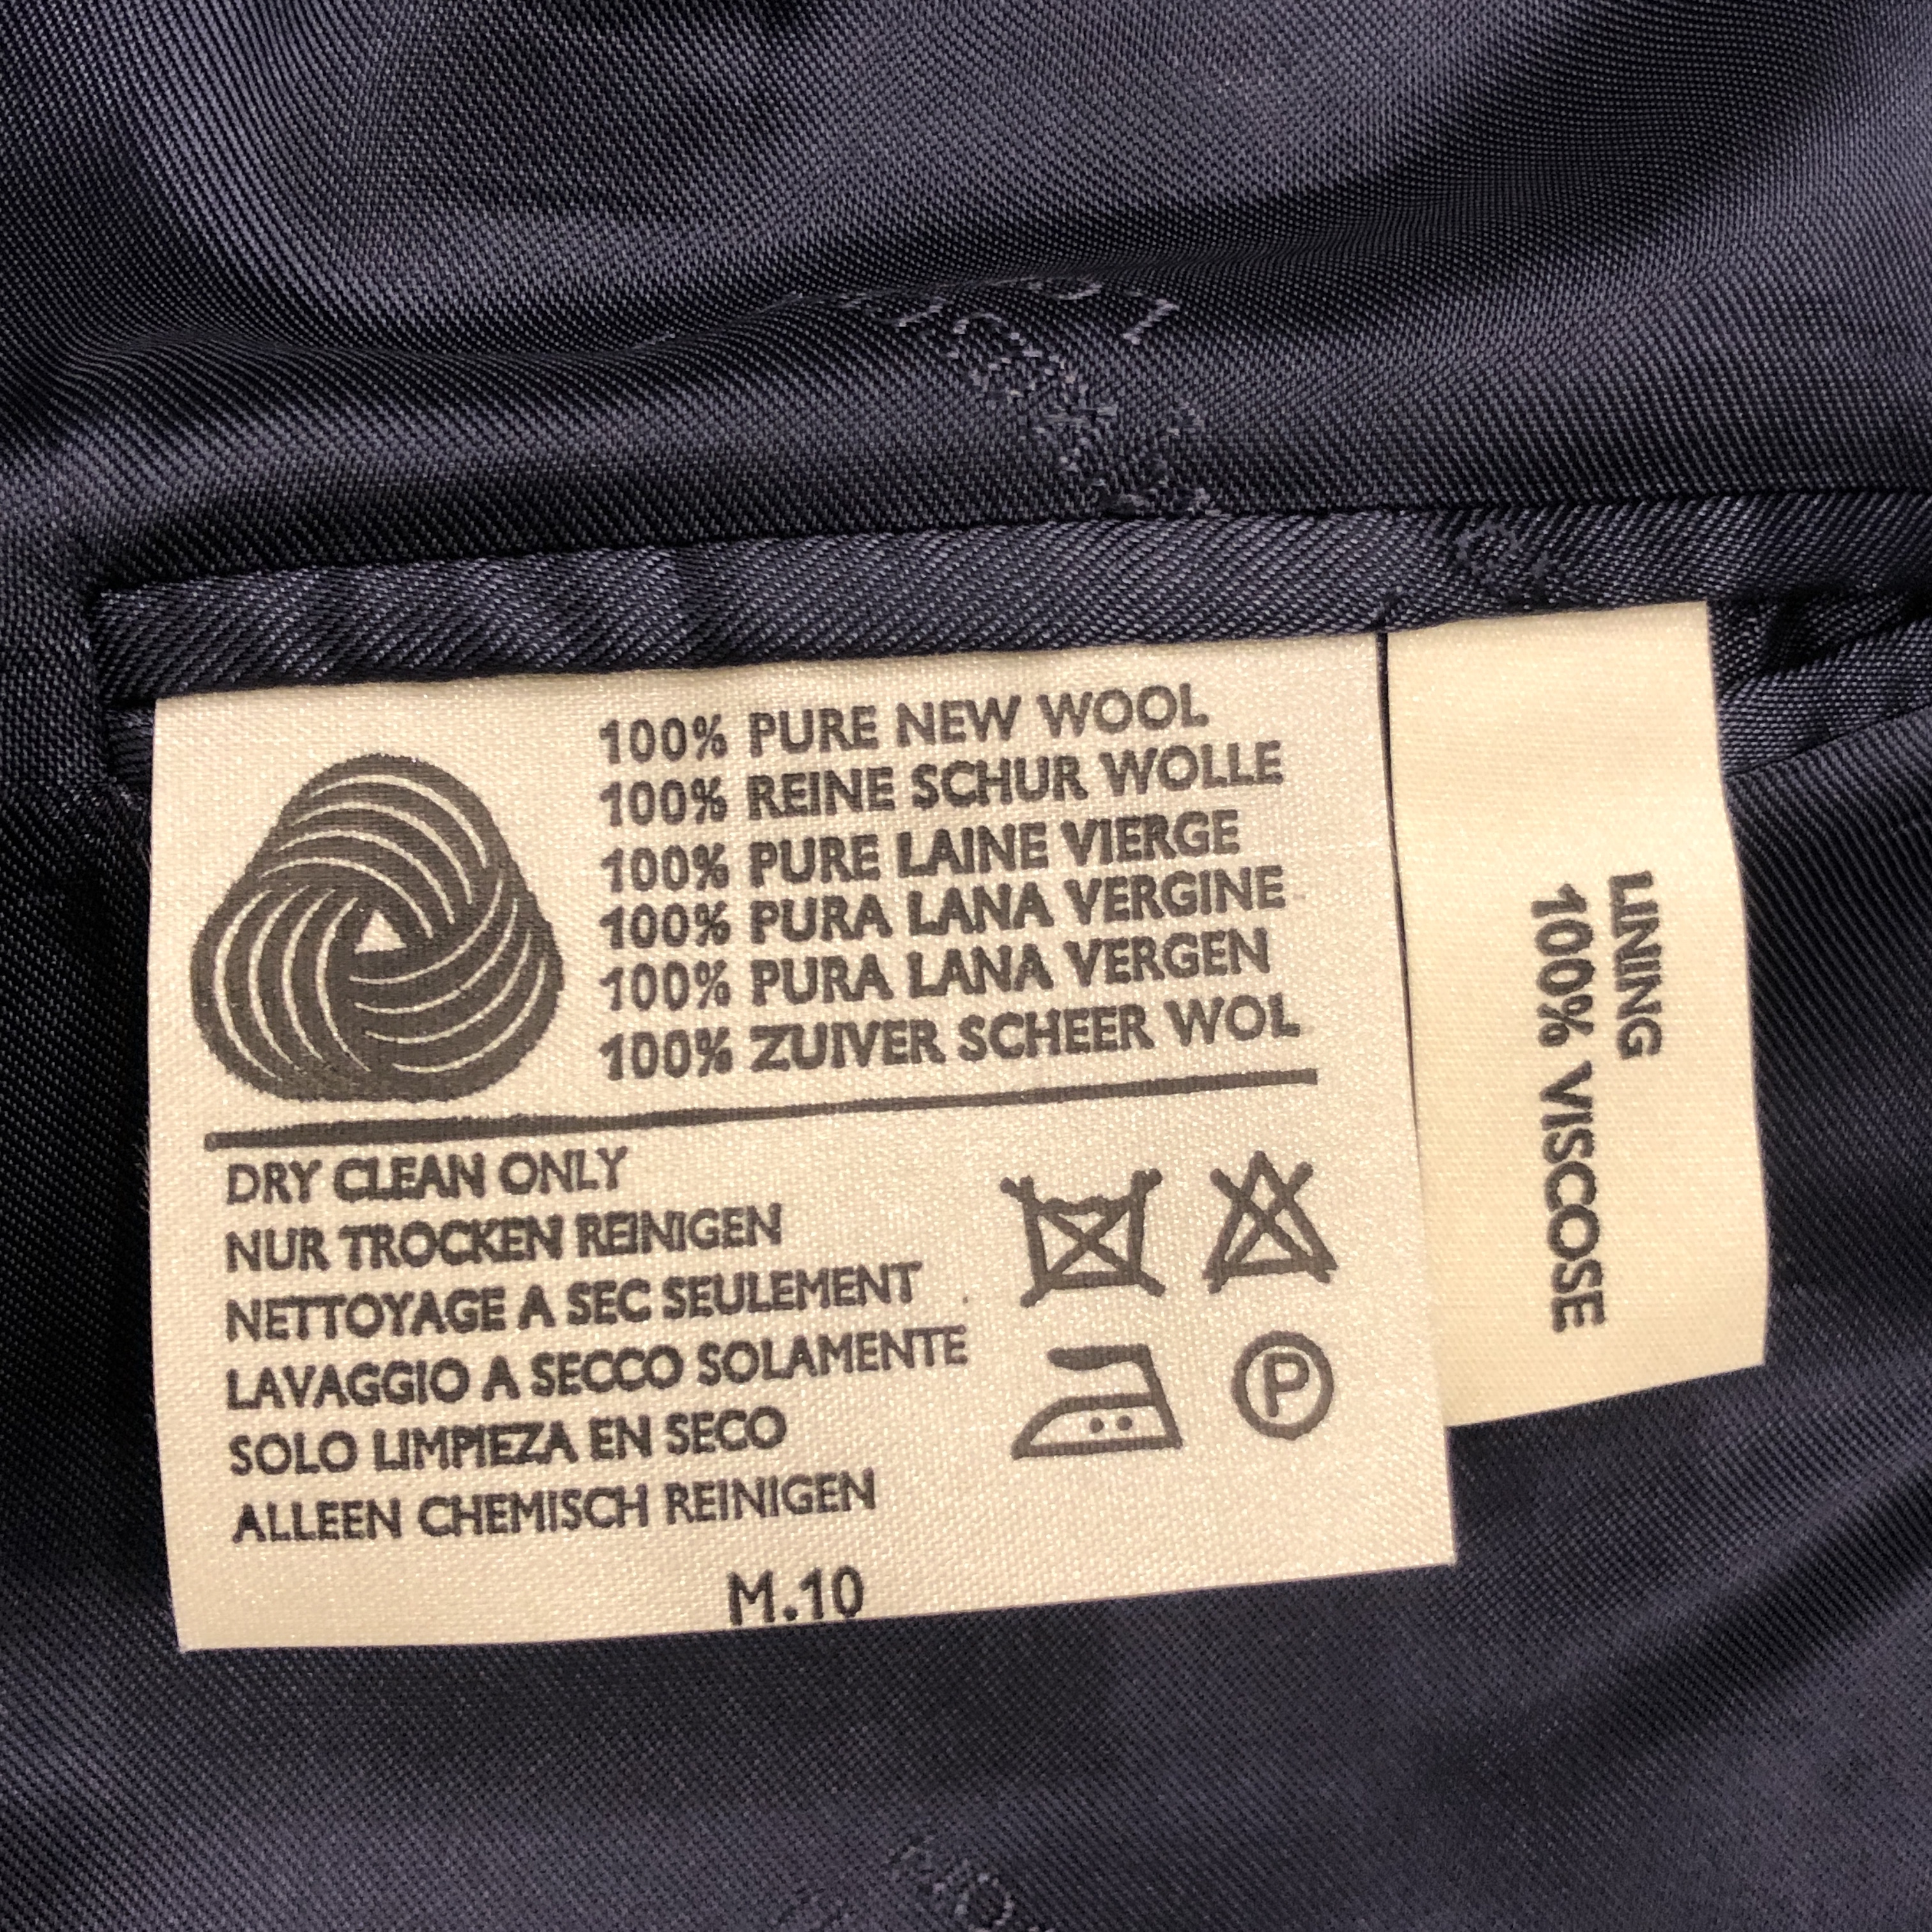 100% PURE NEW WOOL
100% REINE SCHUR WOLLE
100% PURE LAINE VIERGE
100% PURA LANA VERGINE
100% PURA LANA VERGEN
100% ZUIVER SCHEER WOL
DRY CLEAN ONLY
NUR TROCKEN REINIGEN
NETTOYAGE A SEC SEULEMENT
LAVAGGIO A SECCO SOLAMENTE
SOLO LIMPIEZA EN SECO
ALLEEN CHEMISCH REINIGEN
P
M.10
LINING
100% VISCOSE